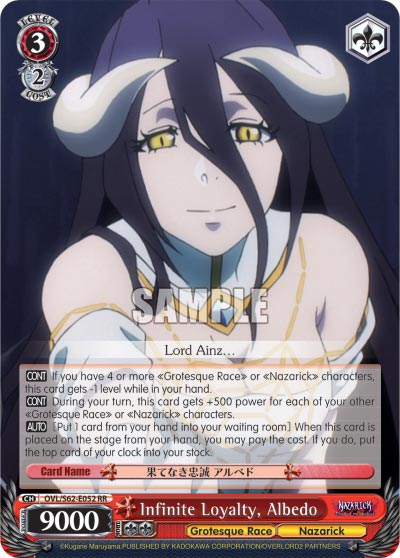 LEVEL
3
2
COST
SAMPLE
Lord Ainz…
CONT If you have 4 or more «Grotesque Race» or «Nazarick» characters,
this card gets -1 level while in your hand.
CONT During your turn, this card gets +500 power for each of your other
«Grotesque Race» or «Nazarick» characters.
AUTO [Put 1 card from your hand into your waiting room] When this card is
placed on the stage from your hand, you may pay the cost. If you do, put
the top card of your clock into your stock.
Card Name 果てなき忠誠 アルベド
CH OVL/S62-E052 RR
POWER 9000
SOUL
Infinite Loyalty, Albedo
NAZARICK
Grotesque Race Nazarick
©Kugane Maruyama,PUBLISHED BY KADOKAWA CORPORATION/OVERLORD2 PARTNERS